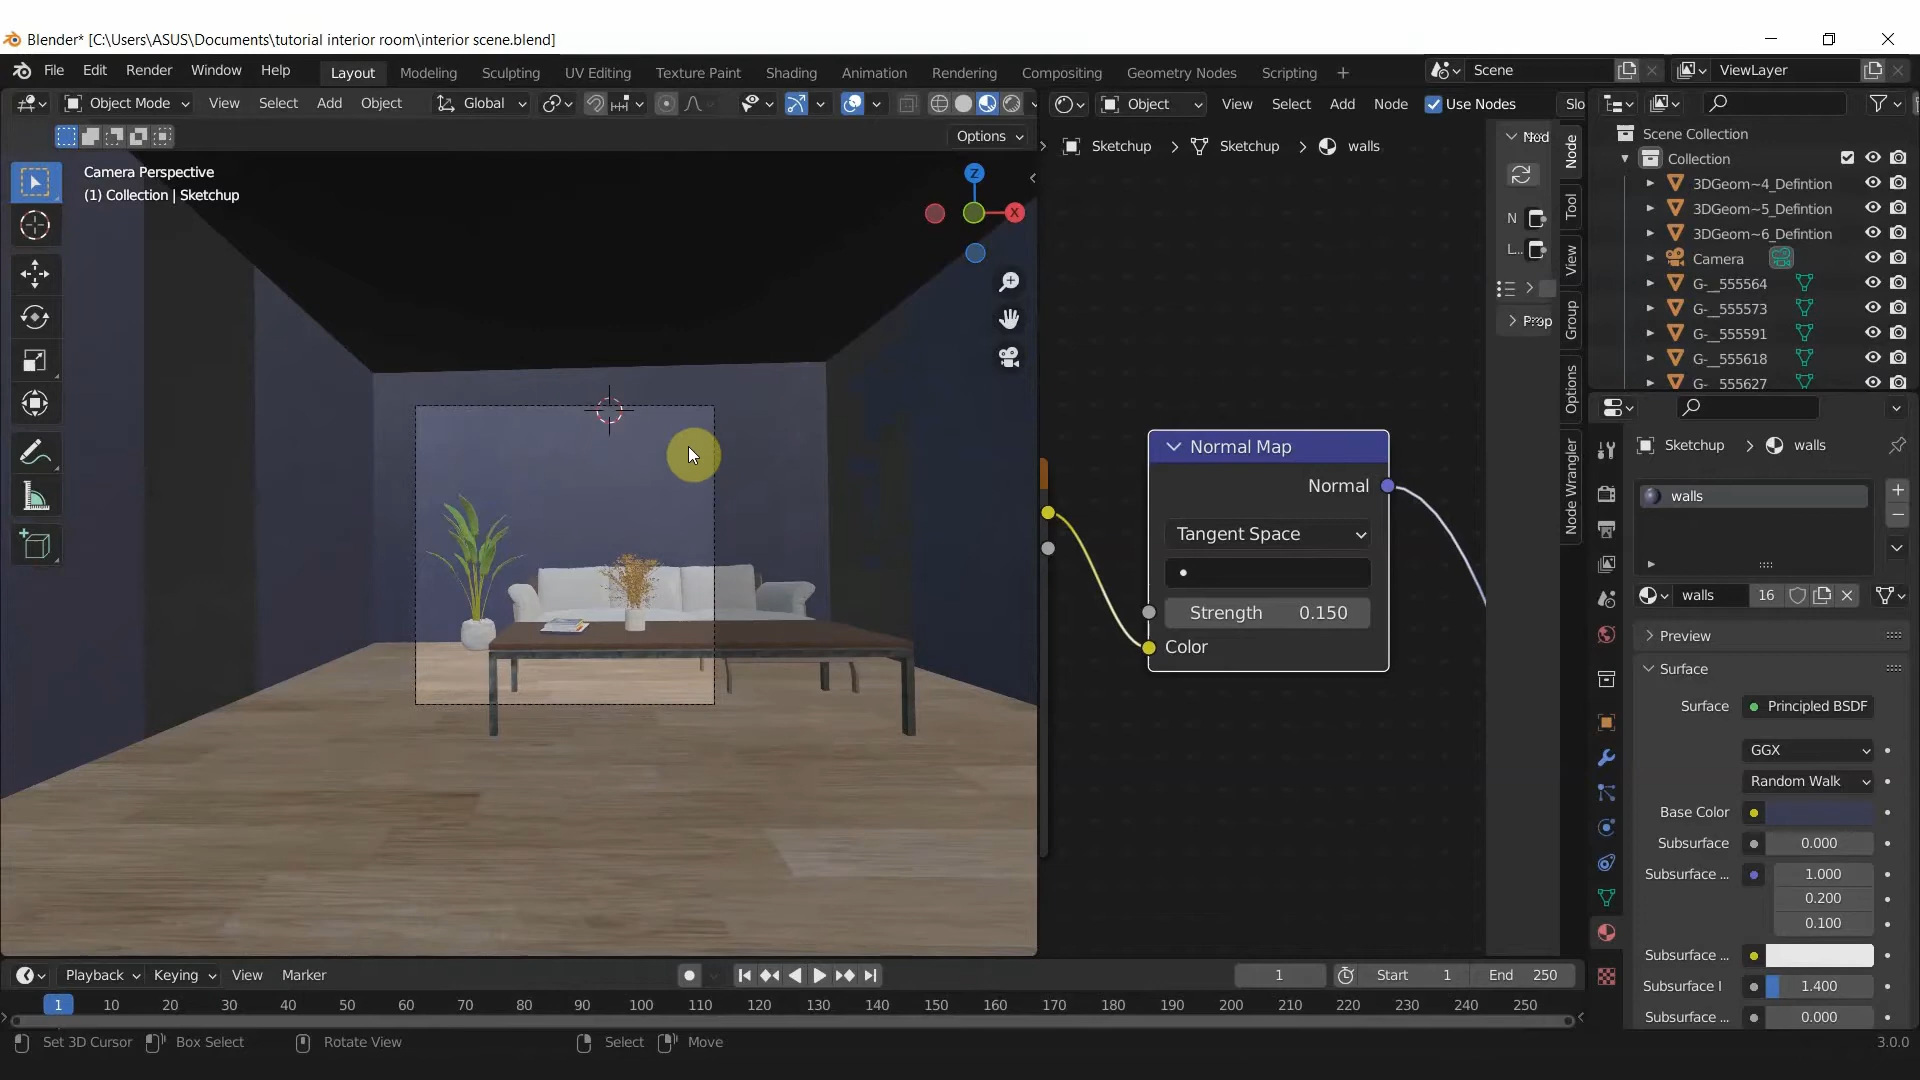 Blender* [C:\Users\ASUS\Documents\tutorial interior room\interior scene.blend]
File Edit Render Window Help
Layout Modeling Sculpting UV Editing Texture Paint Shading Animation Rendering Compositing Geometry Nodes Scripting +
Scene
ViewLayer
Object Mode View Select Add Object Global
Object View Select Add Node Use Nodes Slo
Options
Camera Perspective
(1) Collection | Sketchup
Z
X
Sketchup > Sketchup > walls
Nod
N
L..
Prop
Node
Tool
View
Group
Options
Node Wrangler
Normal Map
Normal
Tangent Space
Strength 0.150
Color
Scene Collection
Collection
3DGeom~4_Defintion
3DGeom~5_Defintion
3DGeom~6_Defintion
Camera
G-__555564
G-__555573
G-__555591
G-__555618
G-__555627
Sketchup > walls
walls
walls 16
Preview
Surface
Surface Principled BSDF
GGX
Random Walk
Base Color
Subsurface 0.000
Subsurface ... 1.000
0.200
0.100
Subsurface ...
Subsurface I 1.400
Subsurface ... 0.000
Playback Keying View Marker
1 Start 1 End 250
1 10 20 30 40 50 60 70 80 90 100 110 120 130 140 150 160 170 180 190 200 210 220 230 240 250
Set 3D Cursor Box Select Rotate View Select Move
3.0.0